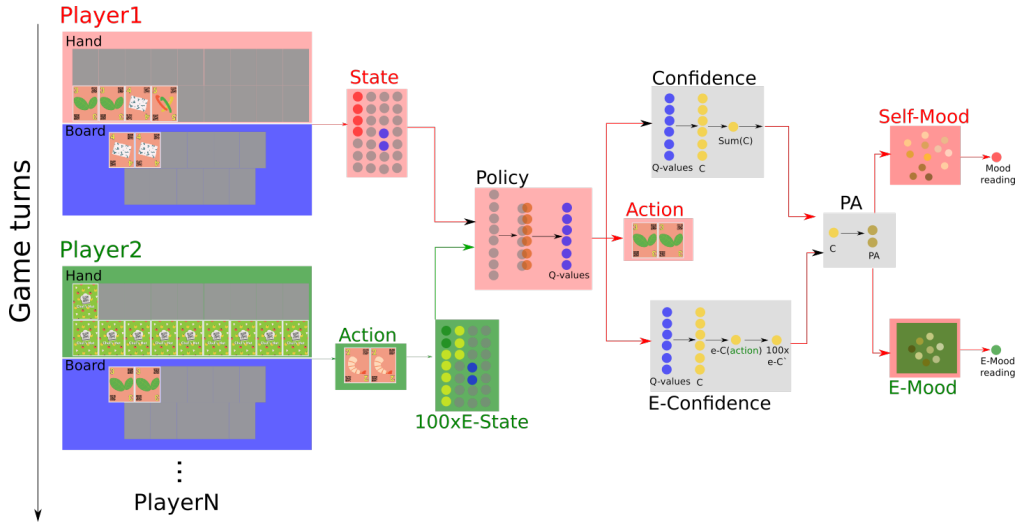 Game turns
Player1
Hand
Board
State
Player2
Hand
Board
Action
100xE-State
PlayerN
Policy
Q-values
Action
Confidence
Q-values
C
Sum(C)
Q-values
C
e-C(action)
100x
e-C`
E-Confidence
PA
C
PA
Self-Mood
Mood
reading
E-Mood
reading
E-Mood